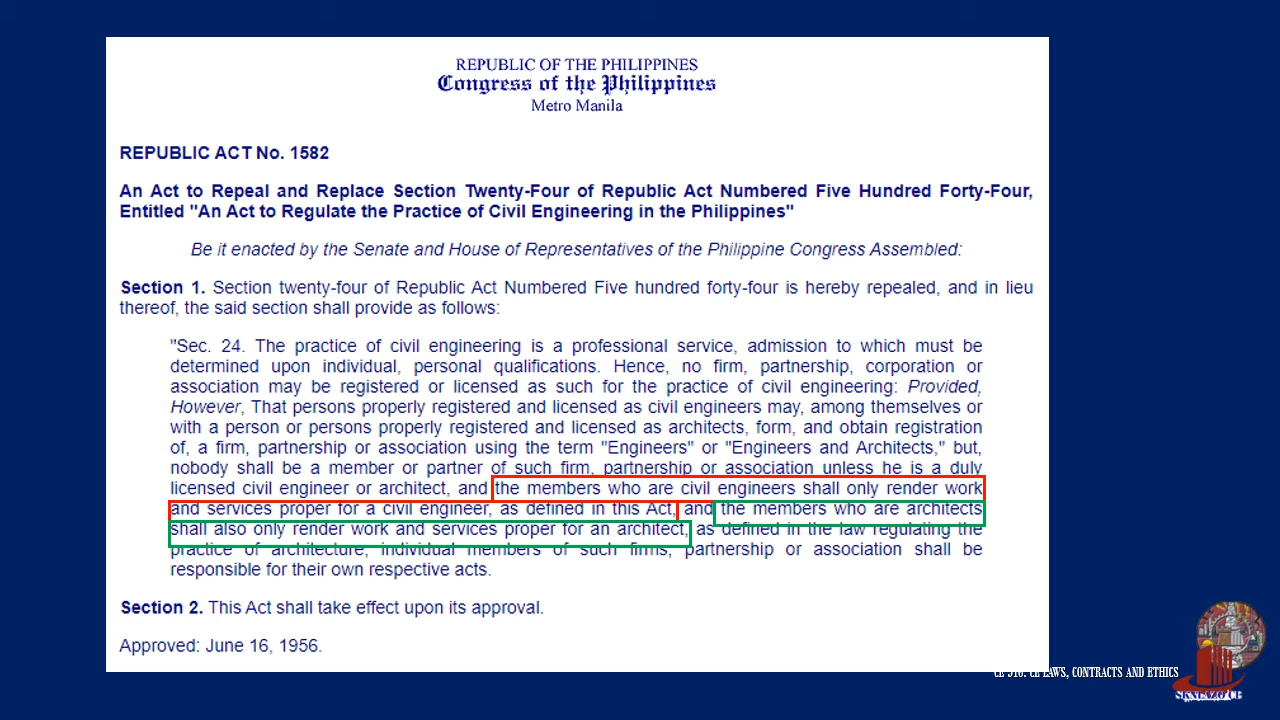 REPUBLIC OF THE PHILIPPINES
Congress of the Philippines
Metro Manila
REPUBLIC ACT No. 1582
An Act to Repeal and Replace Section Twenty-Four of Republic Act Numbered Five Hundred Forty-Four,
Entitled "An Act to Regulate the Practice of Civil Engineering in the Philippines"
Be it enacted by the Senate and House of Representatives of the Philippine Congress Assembled:
Section 1. Section twenty-four of Republic Act Numbered Five hundred forty-four is hereby repealed, and in lieu
thereof, the said section shall provide as follows:
"Sec. 24. The practice of civil engineering is a professional service, admission to which must be
determined upon individual, personal qualifications. Hence, no firm, partnership, corporation or
association may be registered or licensed as such for the practice of civil engineering: Provided,
However, That persons properly registered and licensed as civil engineers may, among themselves or
with a person or persons properly registered and licensed as architects, form, and obtain registration
of, a firm, partnership or association using the term "Engineers" or "Engineers and Architects," but,
nobody shall be a member or partner of such firm, partnership or association unless he is a duly
licensed civil engineer or architect, and the members who are civil engineers shall only render work
and services proper for a civil engineer, as defined in this Act, and the members who are architects
shall also only render work and services proper for an architect, as defined in the law regulating the
practice of architecture; individual members of such firms, partnership or association shall be
responsible for their own respective acts.
Section 2. This Act shall take effect upon its approval.
Approved: June 16, 1956.
CE LAWS, CONTRACTS AND ETHICS